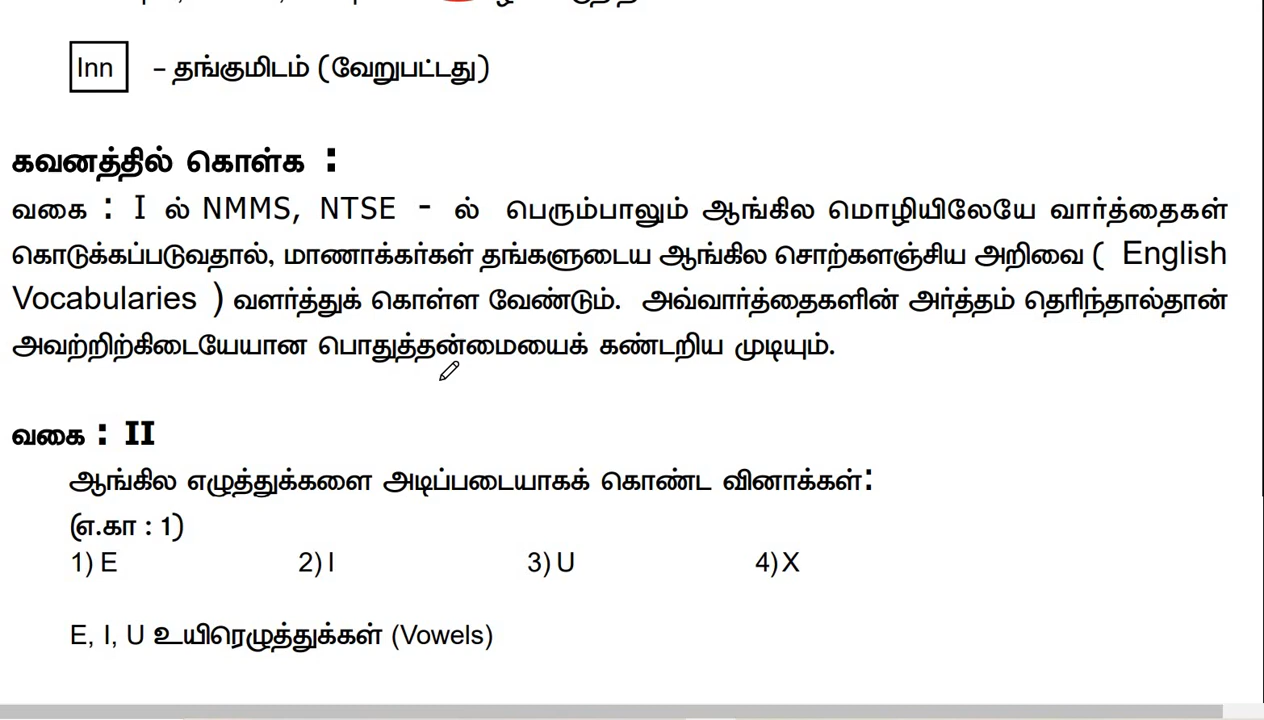 Inn – தங்குமிடம் (வேறுபட்டது)
கவனத்தில் கொள்க :
வகை : I ல் NMMS, NTSE - ல் பெரும்பாலும் ஆங்கில மொழியிலேயே வார்த்தைகள்
கொடுக்கப்படுவதால், மாணாக்கர்கள் தங்களுடைய ஆங்கில சொற்களஞ்சிய அறிவை ( English
Vocabularies ) வளர்த்துக் கொள்ள வேண்டும். அவ்வார்த்தைகளின் அர்த்தம் தெரிந்தால்தான்
அவற்றிற்கிடையேயான பொதுத்தன்மையைக் கண்டறிய முடியும்.
வகை : II
ஆங்கில எழுத்துக்களை அடிப்படையாகக் கொண்ட வினாக்கள்:
(எ.கா : 1)
1) E 2) I 3) U 4) X
E, I, U உயிரெழுத்துக்கள் (Vowels)